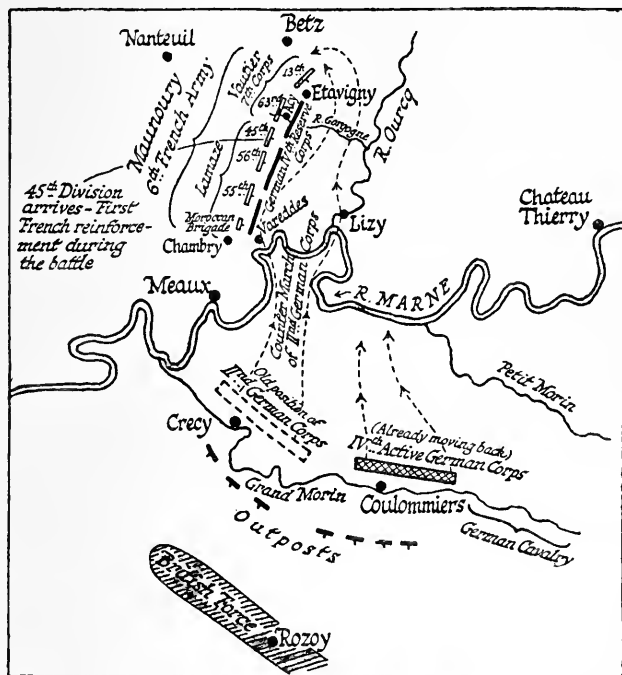 Betz
Nanteuil
Maunoury
6th French Army
Vautier
7th Corps
13th
Etavigny
63rd
Acy
R. Gorgogne
R. Ourcq
45th
56th
55th
Lamaze
German IVth Reserve
Corps
Moroccan
Brigade
45th Division
arrives - First
French reinforce-
ment during
the battle
Chambry
Vareddes
Lizy
Chateau
Thierry
Meaux
← R. MARNE
Counter March
of IInd German Corps
Petit Morin
Old position of
IInd German Corps
Crecy
(Already moving back)
IVth Active German Corps
Grand Morin
Coulommiers
German Cavalry
Outposts
British Force
Rozoy